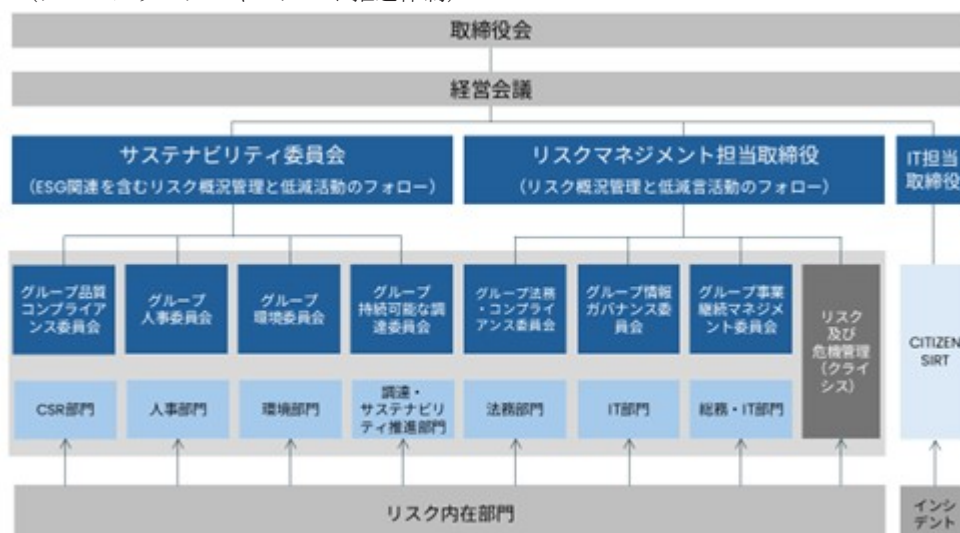 取締役会
経営会議
サステナビリティ委員会
（ESG関連を含むリスク概況管理と低減活動のフォロー）
リスクマネジメント担当取締役
（リスク概況管理と低減言活動のフォロー）
IT担当
取締役
グループ品質
コンプライア
ンス委員会
グループ
人事委員会
グループ
環境委員会
グループ
持続可能な調
達委員会
グループ法務
・コンプライ
アンス委員会
グループ情報
ガバナンス委
員会
グループ事業
継続マネジメ
ント委員会
リスク
及び
危機管理
（クライ
シス）
CITIZEN
SIRT
CSR部門
人事部門
環境部門
調達・
サステナビリ
ティ推進部門
法務部門
IT部門
総務・IT部門
リスク内在部門
インシ
デント